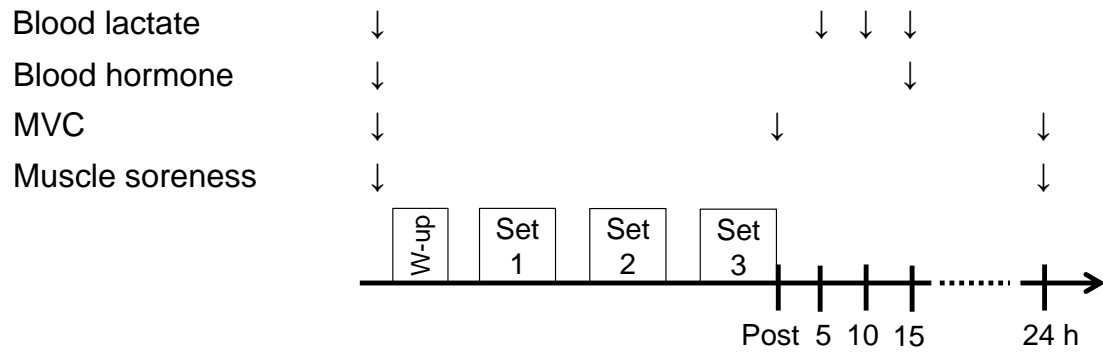 Blood lactate
Blood hormone
MVC
Muscle soreness
W-up
Set
1
Set
2
Set
3
Post 5 10 15 24 h